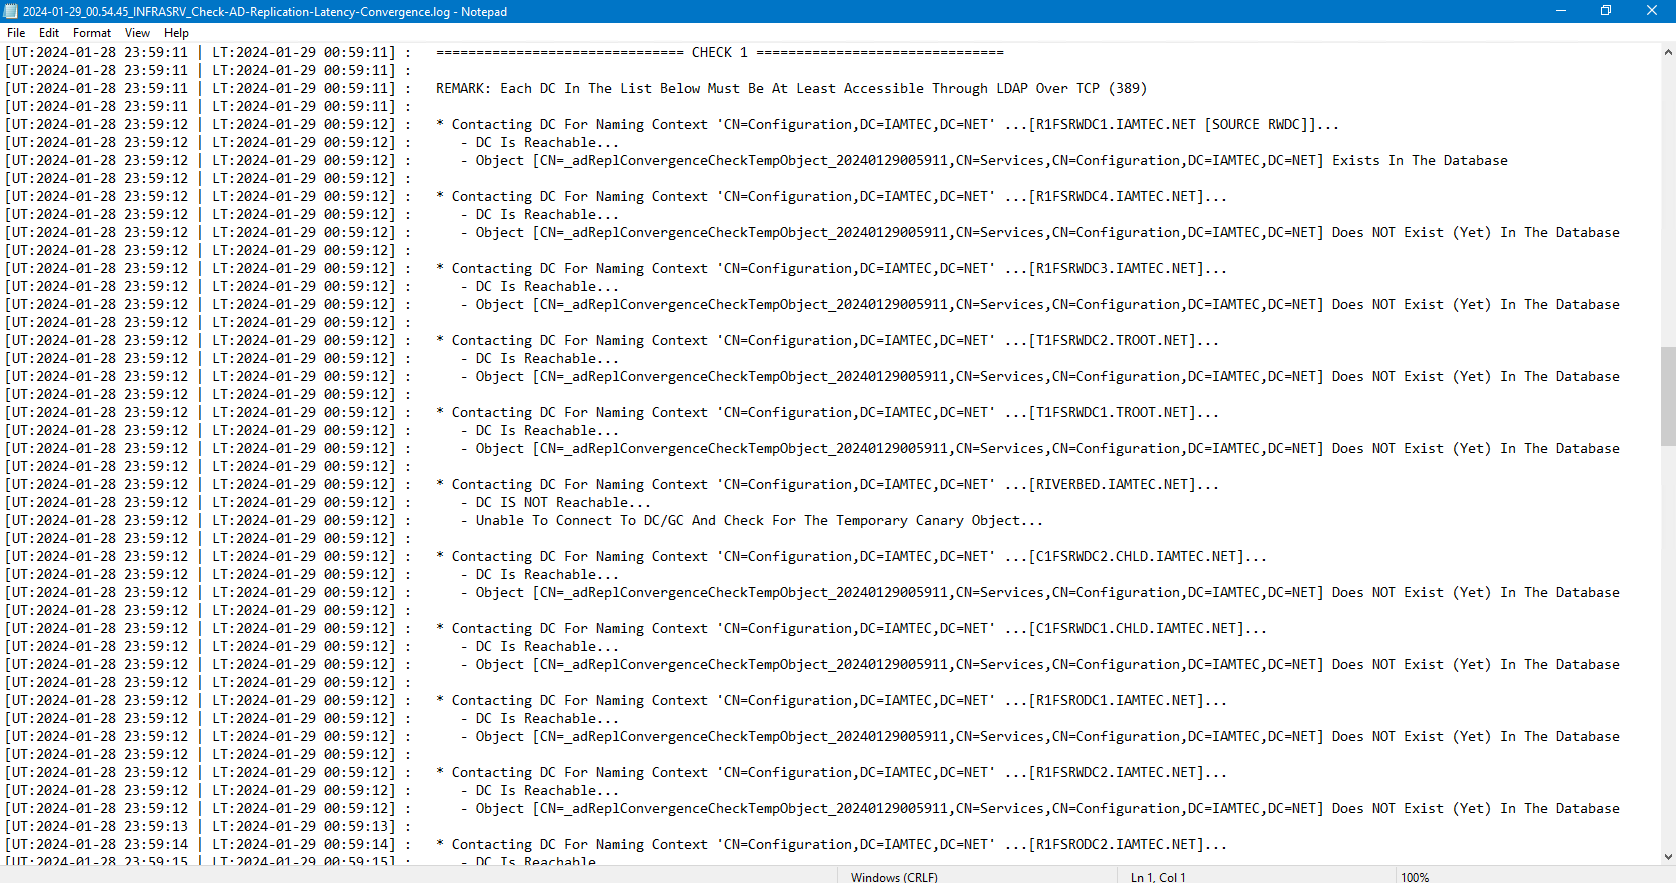 2024-01-29_00.54.45_INFRASRV_Check-AD-Replication-Latency-Convergence.log - Notepad
File Edit Format View Help
[UT:2024-01-28 23:59:11 | LT:2024-01-29 00:59:11] : =============================== CHECK 1 ===============================
[UT:2024-01-28 23:59:11 | LT:2024-01-29 00:59:11] :
[UT:2024-01-28 23:59:11 | LT:2024-01-29 00:59:11] : REMARK: Each DC In The List Below Must Be At Least Accessible Through LDAP Over TCP (389)
[UT:2024-01-28 23:59:11 | LT:2024-01-29 00:59:11] :
[UT:2024-01-28 23:59:12 | LT:2024-01-29 00:59:12] : * Contacting DC For Naming Context 'CN=Configuration,DC=IAMTEC,DC=NET' ...[R1FSRWDC1.IAMTEC.NET [SOURCE RWDC]]...
[UT:2024-01-28 23:59:12 | LT:2024-01-29 00:59:12] : - DC Is Reachable...
[UT:2024-01-28 23:59:12 | LT:2024-01-29 00:59:12] : - Object [CN=_adReplConvergenceCheckTempObject_20240129005911,CN=Services,CN=Configuration,DC=IAMTEC,DC=NET] Exists In The Database
[UT:2024-01-28 23:59:12 | LT:2024-01-29 00:59:12] :
[UT:2024-01-28 23:59:12 | LT:2024-01-29 00:59:12] : * Contacting DC For Naming Context 'CN=Configuration,DC=IAMTEC,DC=NET' ...[R1FSRWDC4.IAMTEC.NET]...
[UT:2024-01-28 23:59:12 | LT:2024-01-29 00:59:12] : - DC Is Reachable...
[UT:2024-01-28 23:59:12 | LT:2024-01-29 00:59:12] : - Object [CN=_adReplConvergenceCheckTempObject_20240129005911,CN=Services,CN=Configuration,DC=IAMTEC,DC=NET] Does NOT Exist (Yet) In The Database
[UT:2024-01-28 23:59:12 | LT:2024-01-29 00:59:12] :
[UT:2024-01-28 23:59:12 | LT:2024-01-29 00:59:12] : * Contacting DC For Naming Context 'CN=Configuration,DC=IAMTEC,DC=NET' ...[R1FSRWDC3.IAMTEC.NET]...
[UT:2024-01-28 23:59:12 | LT:2024-01-29 00:59:12] : - DC Is Reachable...
[UT:2024-01-28 23:59:12 | LT:2024-01-29 00:59:12] : - Object [CN=_adReplConvergenceCheckTempObject_20240129005911,CN=Services,CN=Configuration,DC=IAMTEC,DC=NET] Does NOT Exist (Yet) In The Database
[UT:2024-01-28 23:59:12 | LT:2024-01-29 00:59:12] :
[UT:2024-01-28 23:59:12 | LT:2024-01-29 00:59:12] : * Contacting DC For Naming Context 'CN=Configuration,DC=IAMTEC,DC=NET' ...[T1FSRWDC2.TROOT.NET]...
[UT:2024-01-28 23:59:12 | LT:2024-01-29 00:59:12] : - DC Is Reachable...
[UT:2024-01-28 23:59:12 | LT:2024-01-29 00:59:12] : - Object [CN=_adReplConvergenceCheckTempObject_20240129005911,CN=Services,CN=Configuration,DC=IAMTEC,DC=NET] Does NOT Exist (Yet) In The Database
[UT:2024-01-28 23:59:12 | LT:2024-01-29 00:59:12] :
[UT:2024-01-28 23:59:12 | LT:2024-01-29 00:59:12] : * Contacting DC For Naming Context 'CN=Configuration,DC=IAMTEC,DC=NET' ...[T1FSRWDC1.TROOT.NET]...
[UT:2024-01-28 23:59:12 | LT:2024-01-29 00:59:12] : - DC Is Reachable...
[UT:2024-01-28 23:59:12 | LT:2024-01-29 00:59:12] : - Object [CN=_adReplConvergenceCheckTempObject_20240129005911,CN=Services,CN=Configuration,DC=IAMTEC,DC=NET] Does NOT Exist (Yet) In The Database
[UT:2024-01-28 23:59:12 | LT:2024-01-29 00:59:12] :
[UT:2024-01-28 23:59:12 | LT:2024-01-29 00:59:12] : * Contacting DC For Naming Context 'CN=Configuration,DC=IAMTEC,DC=NET' ...[RIVERBED.IAMTEC.NET]...
[UT:2024-01-28 23:59:12 | LT:2024-01-29 00:59:12] : - DC IS NOT Reachable...
[UT:2024-01-28 23:59:12 | LT:2024-01-29 00:59:12] : - Unable To Connect To DC/GC And Check For The Temporary Canary Object...
[UT:2024-01-28 23:59:12 | LT:2024-01-29 00:59:12] :
[UT:2024-01-28 23:59:12 | LT:2024-01-29 00:59:12] : * Contacting DC For Naming Context 'CN=Configuration,DC=IAMTEC,DC=NET' ...[C1FSRWDC2.CHLD.IAMTEC.NET]...
[UT:2024-01-28 23:59:12 | LT:2024-01-29 00:59:12] : - DC Is Reachable...
[UT:2024-01-28 23:59:12 | LT:2024-01-29 00:59:12] : - Object [CN=_adReplConvergenceCheckTempObject_20240129005911,CN=Services,CN=Configuration,DC=IAMTEC,DC=NET] Does NOT Exist (Yet) In The Database
[UT:2024-01-28 23:59:12 | LT:2024-01-29 00:59:12] :
[UT:2024-01-28 23:59:12 | LT:2024-01-29 00:59:12] : * Contacting DC For Naming Context 'CN=Configuration,DC=IAMTEC,DC=NET' ...[C1FSRWDC1.CHLD.IAMTEC.NET]...
[UT:2024-01-28 23:59:12 | LT:2024-01-29 00:59:12] : - DC Is Reachable...
[UT:2024-01-28 23:59:12 | LT:2024-01-29 00:59:12] : - Object [CN=_adReplConvergenceCheckTempObject_20240129005911,CN=Services,CN=Configuration,DC=IAMTEC,DC=NET] Does NOT Exist (Yet) In The Database
[UT:2024-01-28 23:59:12 | LT:2024-01-29 00:59:12] :
[UT:2024-01-28 23:59:12 | LT:2024-01-29 00:59:12] : * Contacting DC For Naming Context 'CN=Configuration,DC=IAMTEC,DC=NET' ...[R1FSRODC1.IAMTEC.NET]...
[UT:2024-01-28 23:59:12 | LT:2024-01-29 00:59:12] : - DC Is Reachable...
[UT:2024-01-28 23:59:12 | LT:2024-01-29 00:59:12] : - Object [CN=_adReplConvergenceCheckTempObject_20240129005911,CN=Services,CN=Configuration,DC=IAMTEC,DC=NET] Does NOT Exist (Yet) In The Database
[UT:2024-01-28 23:59:12 | LT:2024-01-29 00:59:12] :
[UT:2024-01-28 23:59:12 | LT:2024-01-29 00:59:12] : * Contacting DC For Naming Context 'CN=Configuration,DC=IAMTEC,DC=NET' ...[R1FSRWDC2.IAMTEC.NET]...
[UT:2024-01-28 23:59:12 | LT:2024-01-29 00:59:12] : - DC Is Reachable...
[UT:2024-01-28 23:59:12 | LT:2024-01-29 00:59:12] : - Object [CN=_adReplConvergenceCheckTempObject_20240129005911,CN=Services,CN=Configuration,DC=IAMTEC,DC=NET] Does NOT Exist (Yet) In The Database
[UT:2024-01-28 23:59:13 | LT:2024-01-29 00:59:13] :
[UT:2024-01-28 23:59:14 | LT:2024-01-29 00:59:14] : * Contacting DC For Naming Context 'CN=Configuration,DC=IAMTEC,DC=NET' ...[R1FSRODC2.IAMTEC.NET]...
[UT:2024-01-28 23:59:15 | LT:2024-01-29 00:59:15] : - DC Is Reachable
Windows (CRLF) Ln 1, Col 1 100%